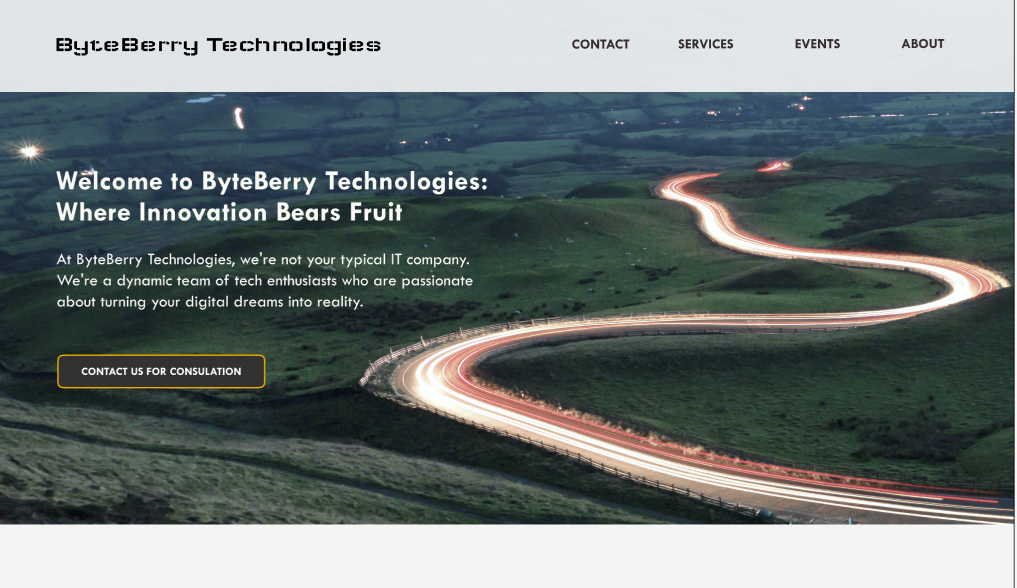 ByteBerry Technologies
CONTACT SERVICES EVENTS ABOUT
Welcome to ByteBerry Technologies:
Where Innovation Bears Fruit
At ByteBerry Technologies, we're not your typical IT company.
We're a dynamic team of tech enthusiasts who are passionate
about turning your digital dreams into reality.
CONTACT US FOR CONSULATION